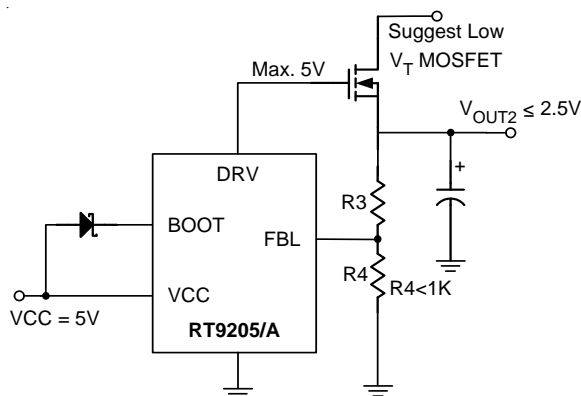 Suggest Low
V_T MOSFET
Max. 5V
V_OUT2 ≤ 2.5V
DRV
+
R3
BOOT
FBL
R4
VCC
R4<1K
VCC = 5V
RT9205/A